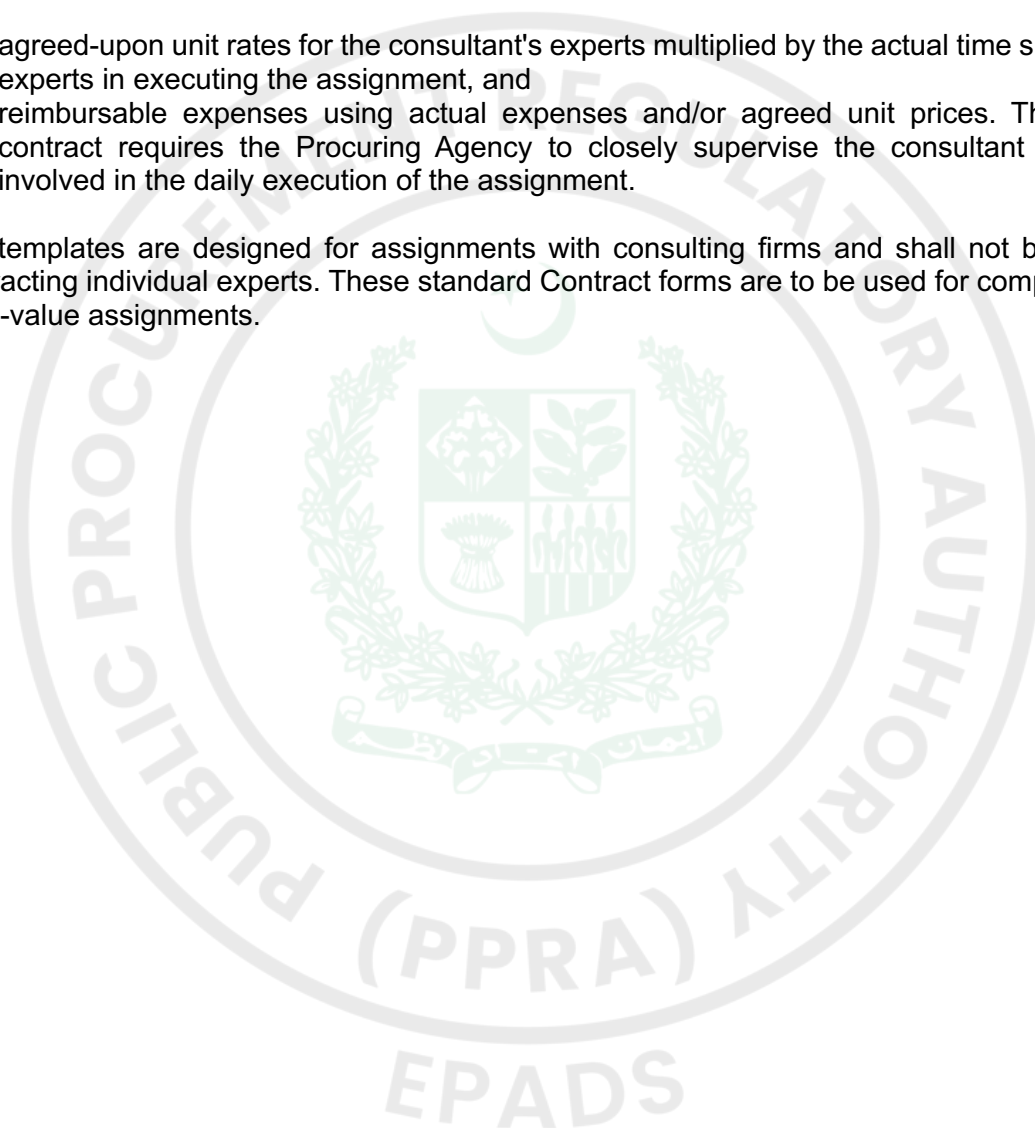 agreed-upon unit rates for the consultant's experts multiplied by the actual time s
experts in executing the assignment, and
reimbursable expenses using actual expenses and/or agreed unit prices. Th
contract requires the Procuring Agency to closely supervise the consultant
involved in the daily execution of the assignment.
templates are designed for assignments with consulting firms and shall not b
acting individual experts. These standard Contract forms are to be used for comp
-value assignments.
PUBLIC PROCUREMENT REGULATORY AUTHORITY
(PPRA)
EPADS